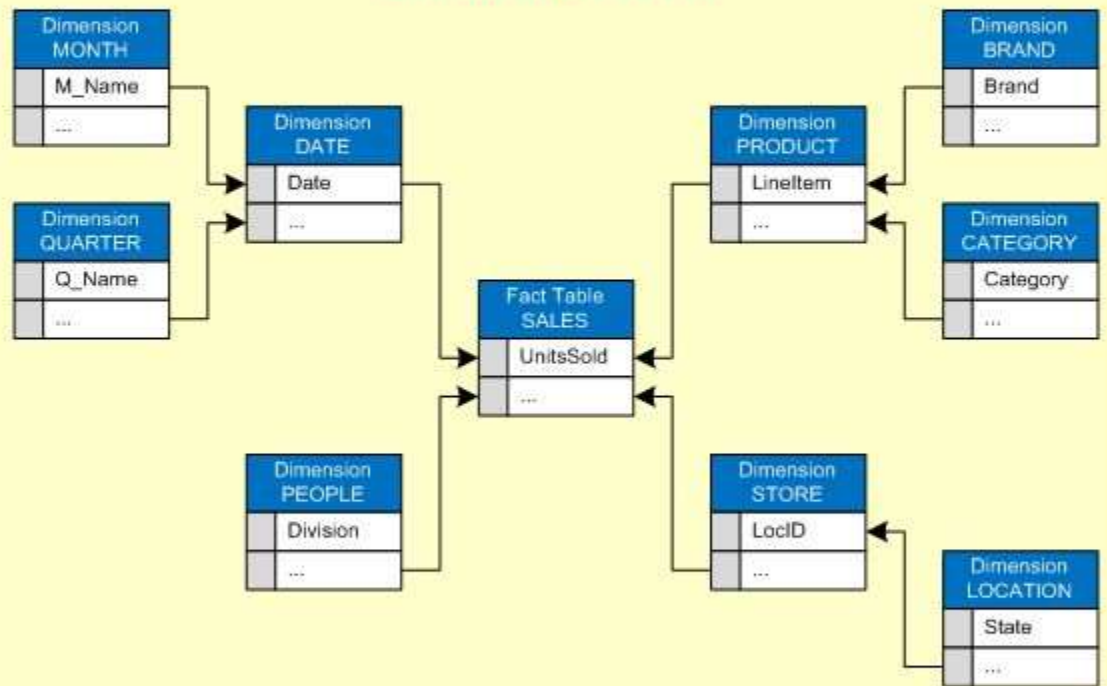 Dimension
MONTH
M_Name
...
Dimension
QUARTER
Q_Name
...
Dimension
DATE
Date
...
Fact Table
SALES
UnitsSold
...
Dimension
PEOPLE
Division
...
Dimension
PRODUCT
LineItem
...
Dimension
BRAND
Brand
...
Dimension
CATEGORY
Category
...
Dimension
STORE
LocID
...
Dimension
LOCATION
State
...